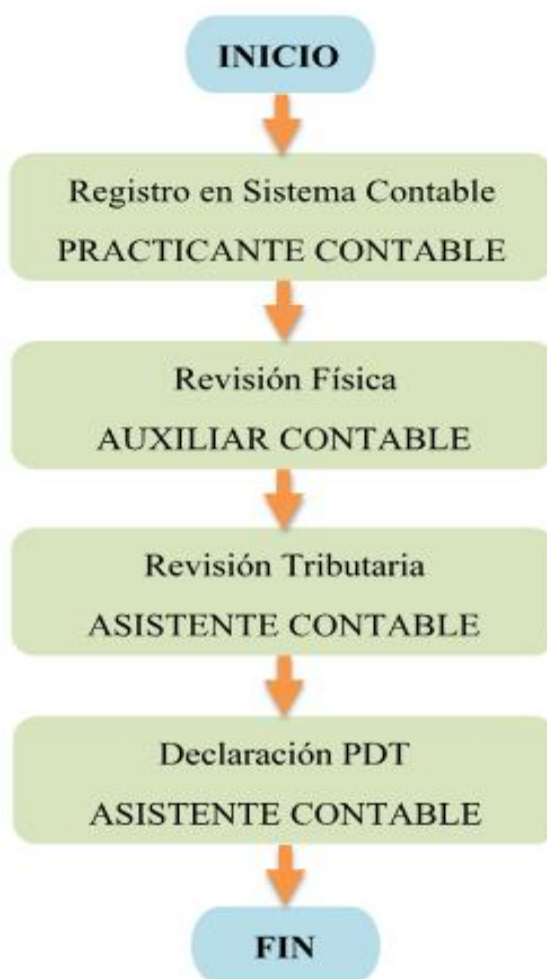 INICIO
Registro en Sistema Contable
PRACTICANTE CONTABLE
Revisión Física
AUXILIAR CONTABLE
Revisión Tributaria
ASISTENTE CONTABLE
Declaración PDT
ASISTENTE CONTABLE
FIN